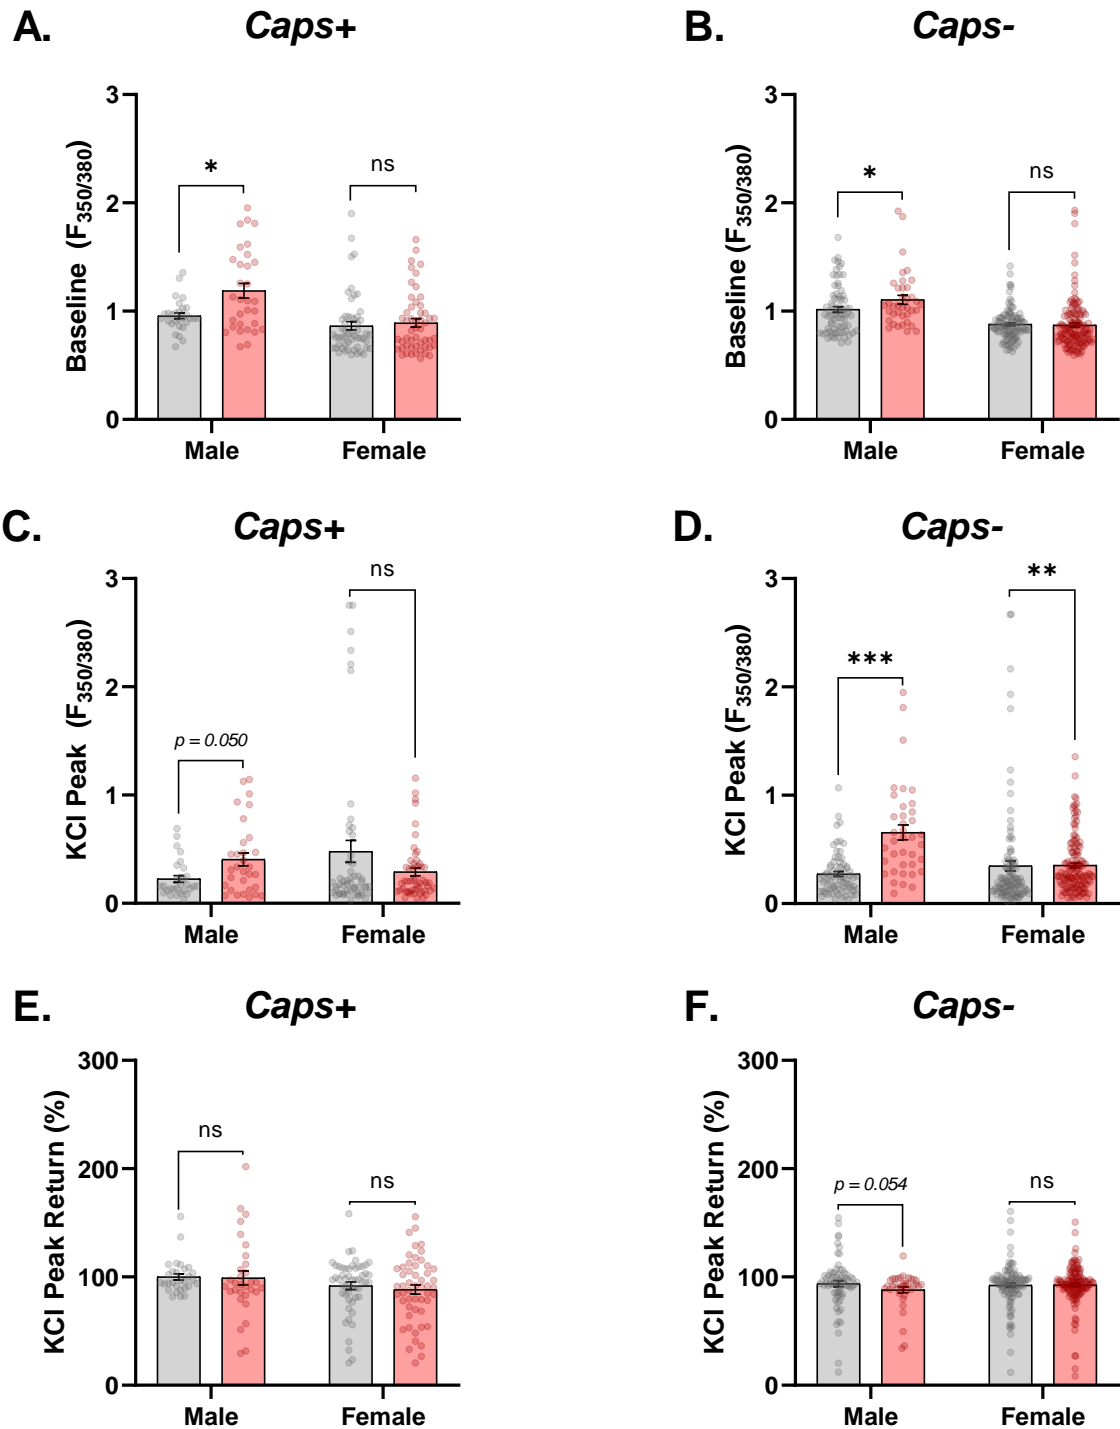 A. Caps+
B. Caps-
Baseline (F350/380)
3
2
1
0
*
ns
Male
Female
Baseline (F350/380)
3
2
1
0
*
ns
Male
Female
C. Caps+
D. Caps-
KCl Peak (F350/380)
3
2
1
0
p = 0.050
ns
Male
Female
KCl Peak (F350/380)
3
2
1
0
***
**
Male
Female
E. Caps+
F. Caps-
KCl Peak Return (%)
300
200
100
0
ns
ns
Male
Female
KCl Peak Return (%)
300
200
100
0
p = 0.054
ns
Male
Female